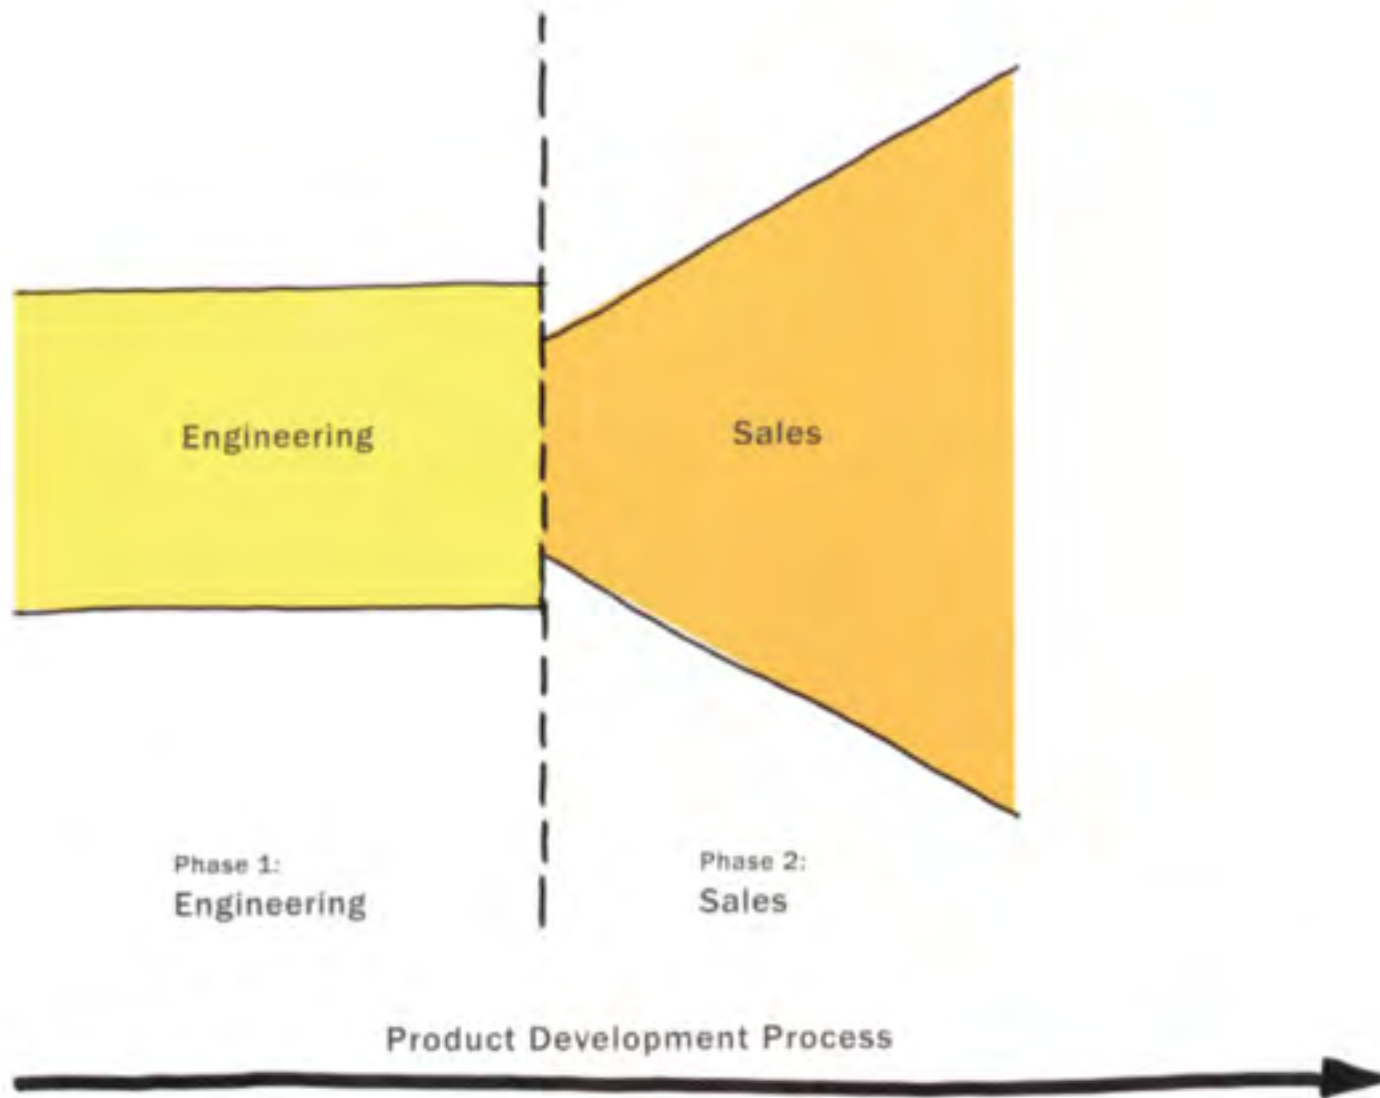 Engineering
Sales
Phase 1:
Engineering
Phase 2:
Sales
Product Development Process